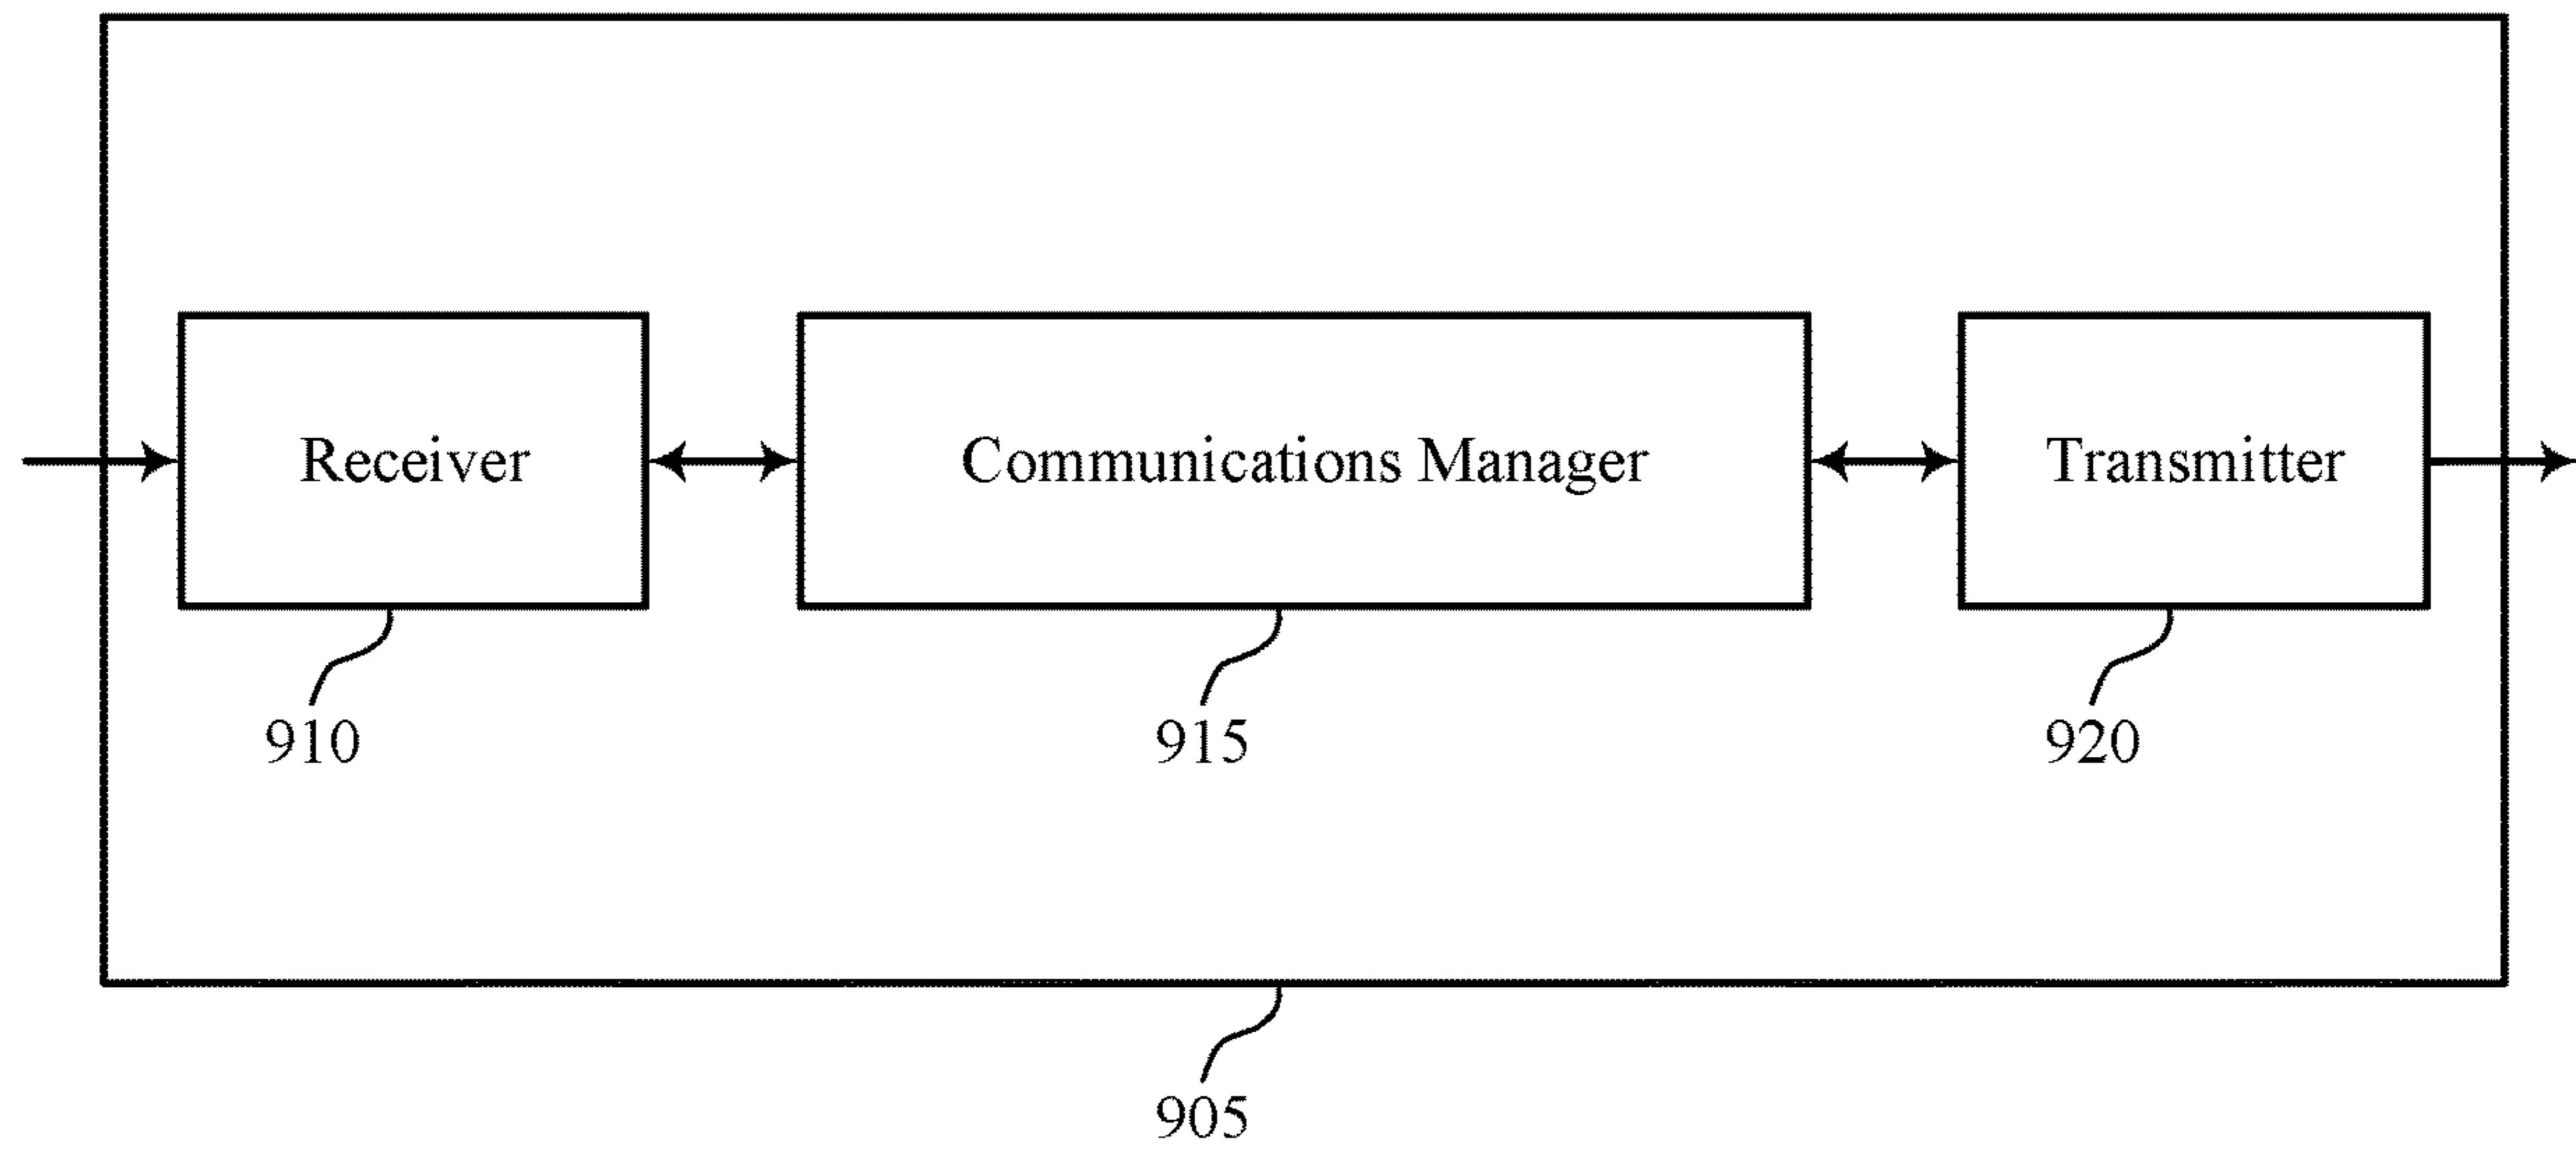 Receiver
Communications Manager
Transmitter
910
915
920
905